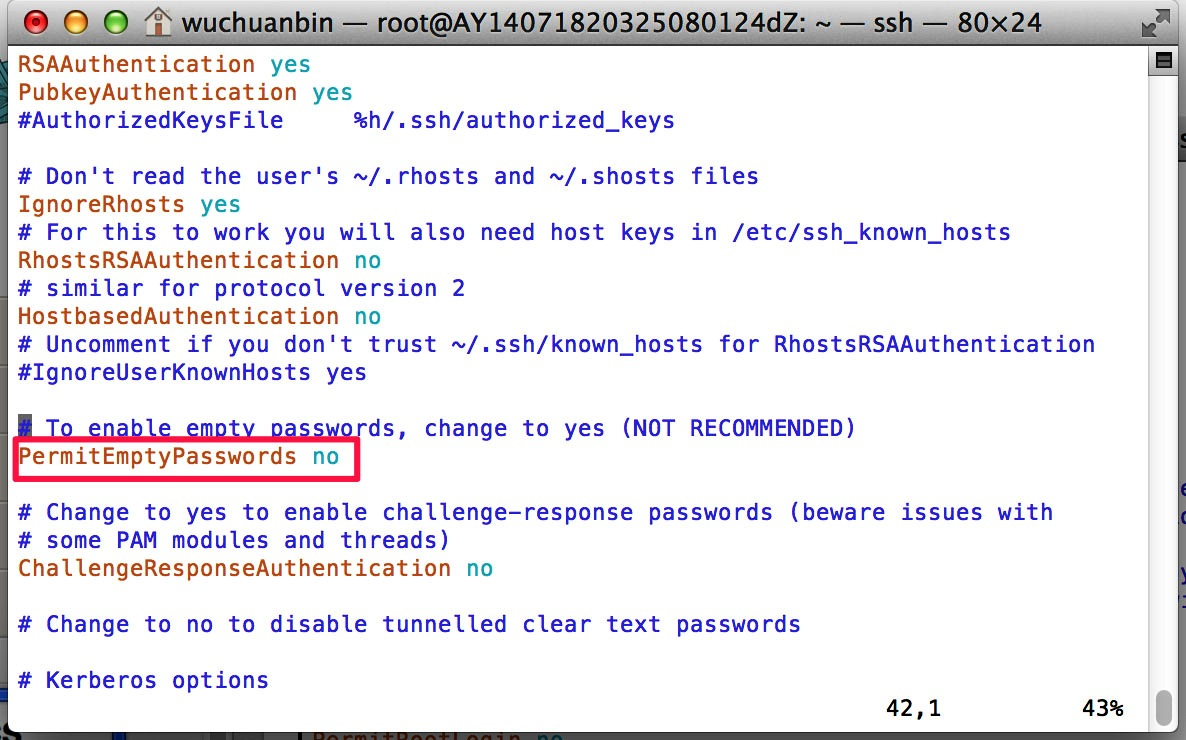 wuchuanbin — root@AY14071820325080124dZ: ~ — ssh — 80×24
RSAAuthentication yes
PubkeyAuthentication yes
#AuthorizedKeysFile     %h/.ssh/authorized_keys
# Don't read the user's ~/.rhosts and ~/.shosts files
IgnoreRhosts yes
# For this to work you will also need host keys in /etc/ssh_known_hosts
RhostsRSAAuthentication no
# similar for protocol version 2
HostbasedAuthentication no
# Uncomment if you don't trust ~/.ssh/known_hosts for RhostsRSAAuthentication
#IgnoreUserKnownHosts yes
# To enable empty passwords, change to yes (NOT RECOMMENDED)
PermitEmptyPasswords no
# Change to yes to enable challenge-response passwords (beware issues with
# some PAM modules and threads)
ChallengeResponseAuthentication no
# Change to no to disable tunnelled clear text passwords
# Kerberos options
42,1 43%
PermitRootLogin no